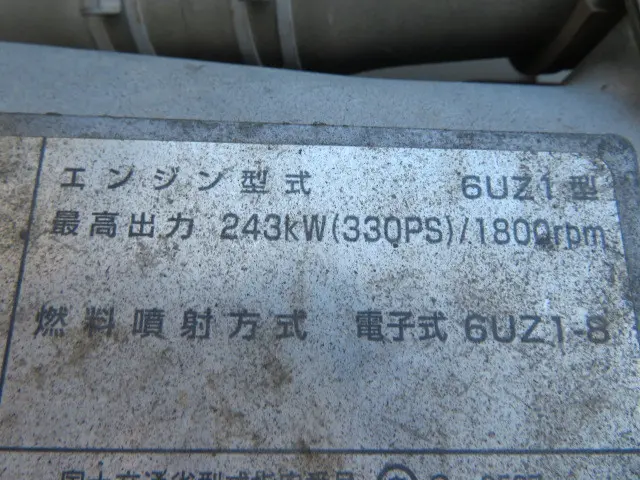 エンジン型式 6UZ1型
最高出力 243kW(330PS)/1800rpm
燃料噴射方式 電子式 6UZ1-S